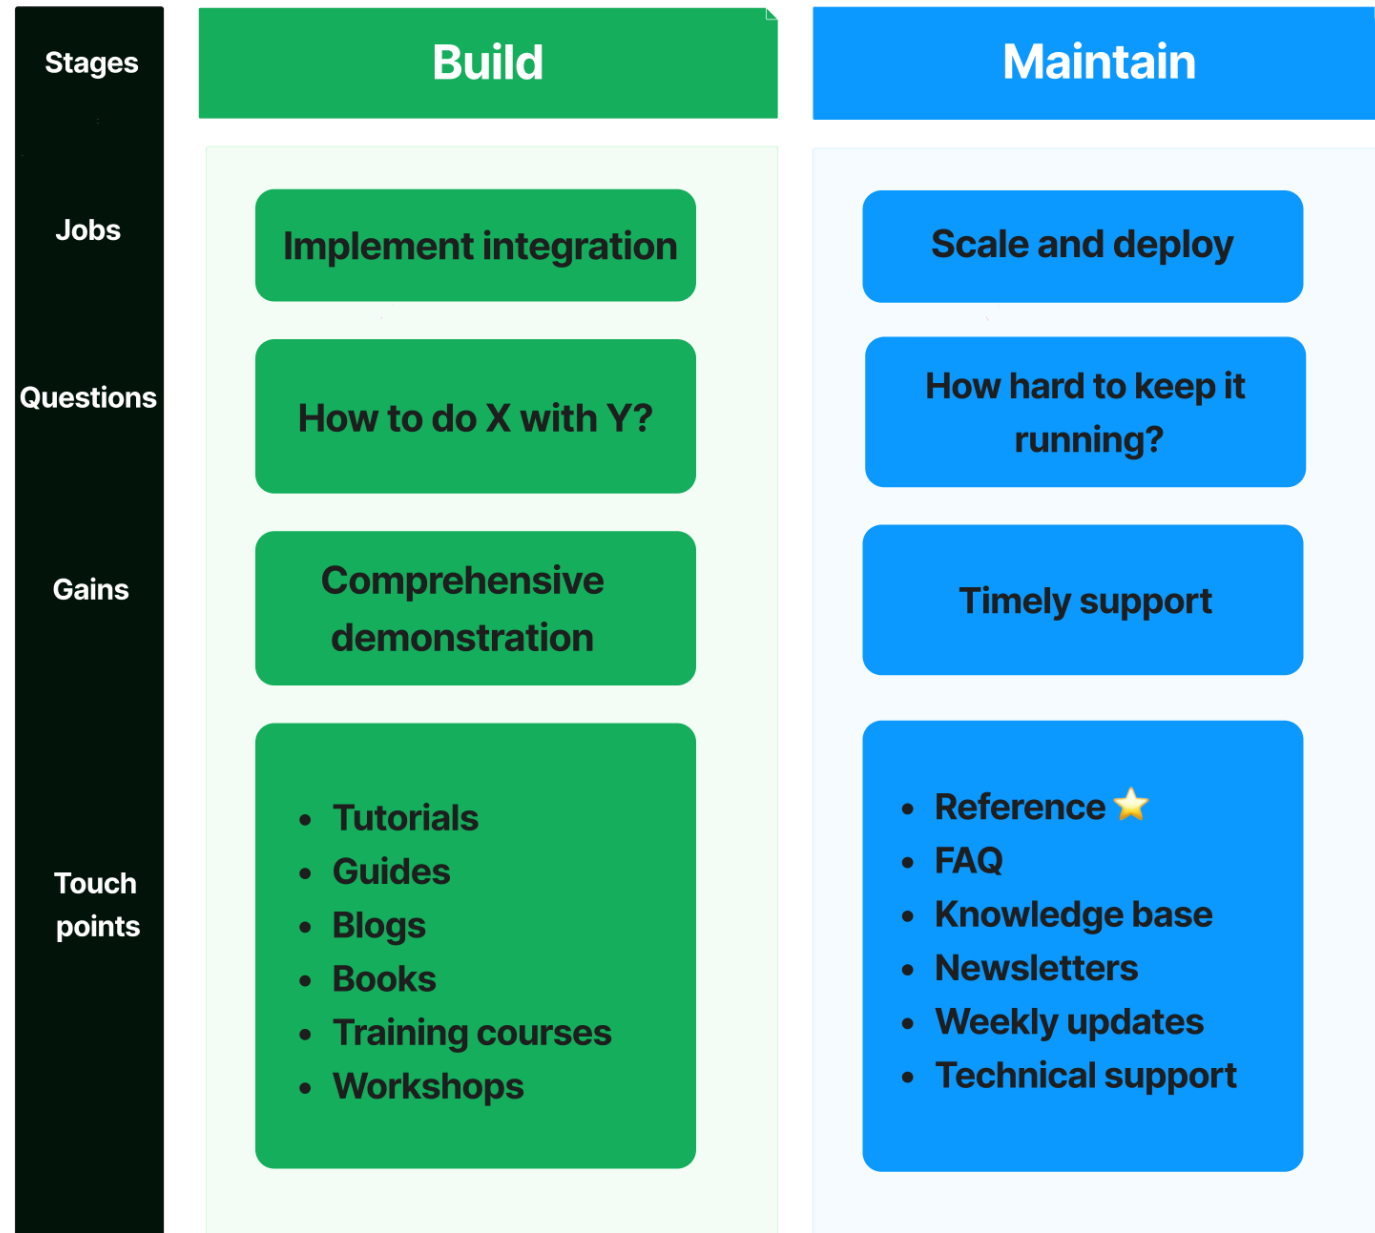 Stages
Build
Maintain
Jobs
Implement integration
Scale and deploy
Questions
How to do X with Y?
How hard to keep it
running?
Gains
Comprehensive
demonstration
Timely support
Touch
points
• Tutorials
• Guides
• Blogs
• Books
• Training courses
• Workshops
• Reference ⭐
• FAQ
• Knowledge base
• Newsletters
• Weekly updates
• Technical support